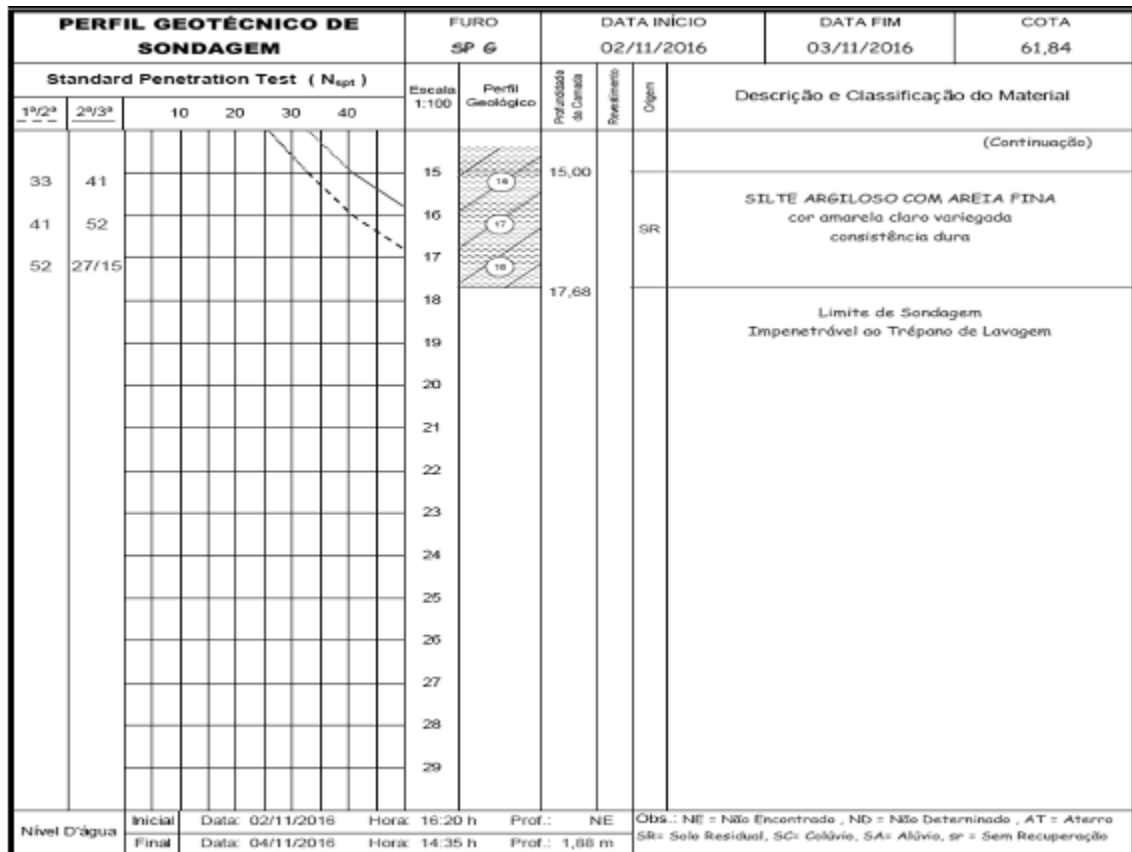 PERFIL GEOTÉCNICO DE SONDAGEM
FURO
SP 6
DATA INÍCIO
02/11/2016
DATA FIM
03/11/2016
COTA
61,84
Standard Penetration Test ( Nspt )
1ª/2ª 2ª/3ª 10 20 30 40
Escala 1:100
Perfil Geológico
Profundidade da Camada
Revestimento
Origem
Descrição e Classificação do Material
(Continuação)
15 16 15,00
33 41
SILTE ARGILOSO COM AREIA FINA
cor amarela claro variegada
consistência dura
16 17
41 52
SR
17 18
52 27/15
17,68
18
Limite de Sondagem
Impenetrável ao Trépano de Lavagem
19
20
21
22
23
24
25
26
27
28
29
Nível D'água
Inicial Data: 02/11/2016 Hora: 16:20 h Prof.: NE
Final Data: 04/11/2016 Hora: 14:35 h Prof.: 1,88 m
Obs.: NE = Não Encontrado , ND = Não Determinado , AT = Aterro
SR= Solo Residual, SC= Colúvio, SA= Alúvio, sr = Sem Recuperação